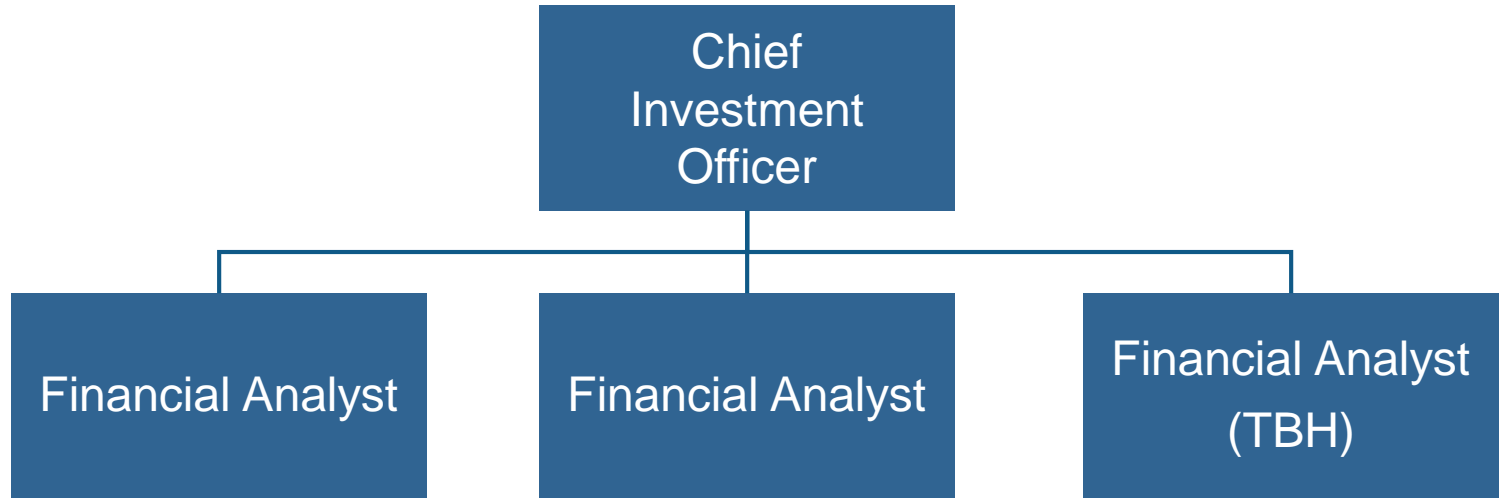 Chief
Investment
Officer
Financial Analyst
Financial Analyst
Financial Analyst
(TBH)